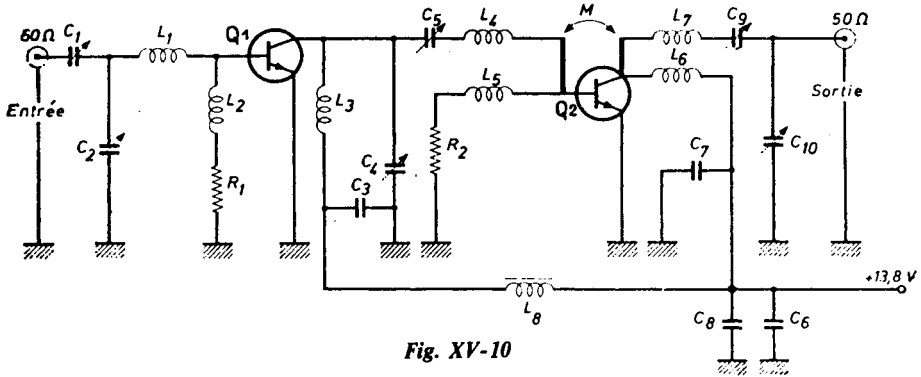 60Ω
Entrée
C1
C2
L1
L2
R1
Q1
L3
C3
C4
C5
L4
L5
R2
M
Q2
L7
L6
C7
C9
C10
50Ω
Sortie
+13,8 V
L8
C8
C6
Fig. XV-10